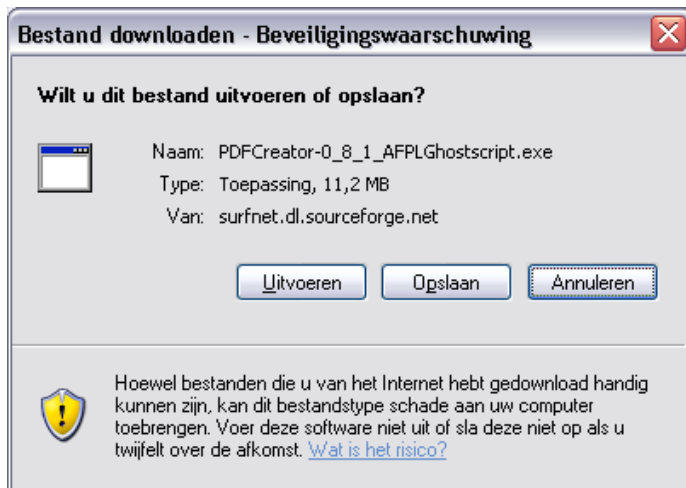 Bestand downloaden - Beveiligingswaarschuwing
Wilt u dit bestand uitvoeren of opslaan?
Naam: PDFCreator-0_8_1_AFPLGhostscript.exe
Type: Toepassing, 11,2 MB
Van: surfnet.dl.sourceforge.net
Uitvoeren Opslaan Annuleren
Hoewel bestanden die u van het Internet hebt gedownload handig
kunnen zijn, kan dit bestandstype schade aan uw computer
toebrengen. Voer deze software niet uit of sla deze niet op als u
twijfelt over de afkomst. Wat is het risico?